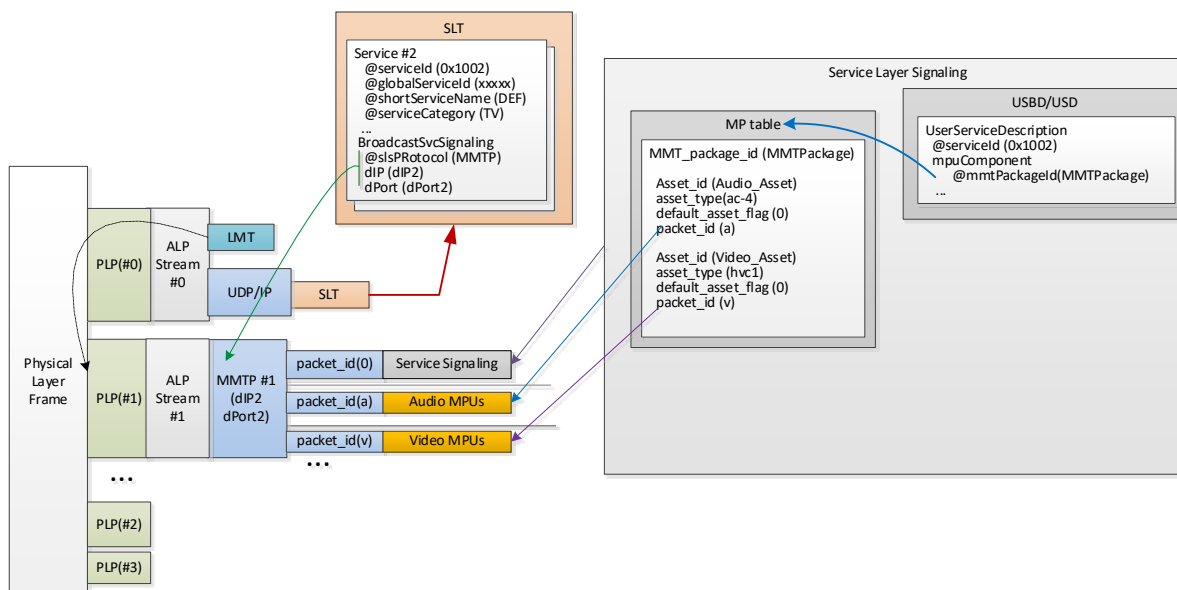 SLT
Service #2
@serviceId (0x1002)
@globalServiceId (xxxxx)
@shortServiceName (DEF)
@serviceCategory (TV)
...
BroadcastSvcSignaling
@slsPRotocol (MMTP)
dIP (dIP2)
dPort (dPort2)
Service Layer Signaling
USBD/USD
UserServiceDescription
@serviceId (0x1002)
mpuComponent
@mmtPackageId(MMTPackage)
...
MP table
MMT_package_id (MMTPackage)
Asset_id (Audio_Asset)
asset_type(ac-4)
default_asset_flag (0)
packet_id (a)
Asset_id (Video_Asset)
asset_type (hvc1)
default_asset_flag (0)
packet_id (v)
Physical
Layer
Frame
PLP(#0)
ALP
Stream
#0
LMT
UDP/IP
SLT
PLP(#1)
ALP
Stream
#1
MMTP #1
(dIP2
dPort2)
packet_id(0)
Service Signaling
packet_id(a)
Audio MPUs
packet_id(v)
Video MPUs
...
...
PLP(#2)
PLP(#3)